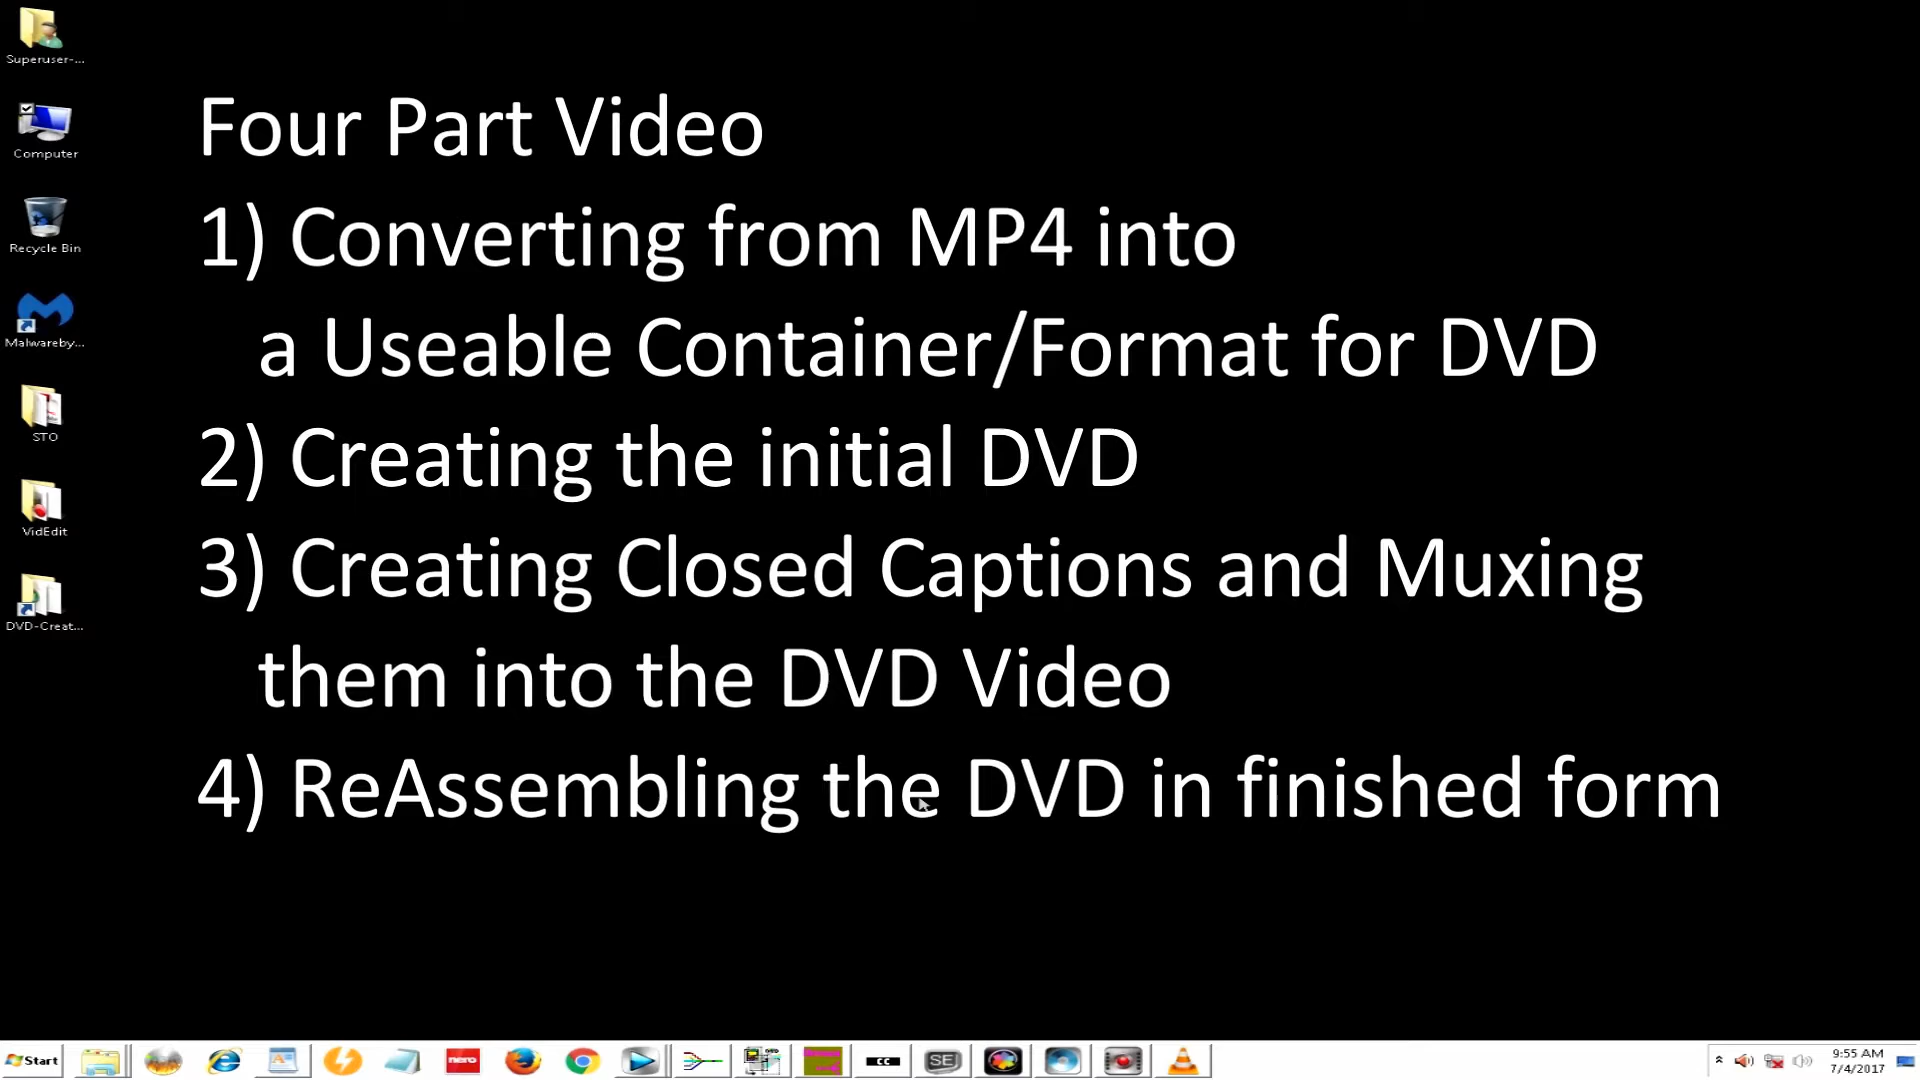 Superuser-...
Computer
Recycle Bin
Malwareby...
STO
VidEdit
DVD-Creat...
Four Part Video
1) Converting from MP4 into
a Useable Container/Format for DVD
2) Creating the initial DVD
3) Creating Closed Captions and Muxing
them into the DVD Video
4) ReAssembling the DVD in finished form
Start
nero
CC
SE
9:55 AM
7/4/2017